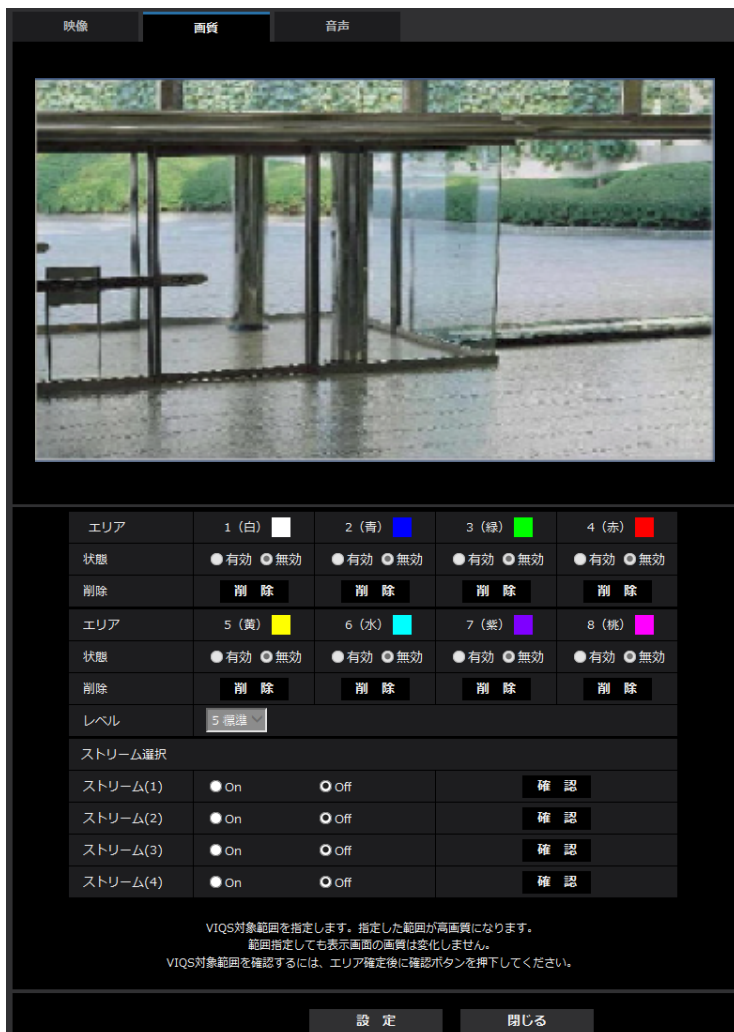 映像 画質 音声
エリア 1（白） 2（青） 3（緑） 4（赤）
状態 有効 無効 有効 無効 有効 無効 有効 無効
削除 削 除 削 除 削 除 削 除
エリア 5（黄） 6（水） 7（紫） 8（桃）
状態 有効 無効 有効 無効 有効 無効 有効 無効
削除 削 除 削 除 削 除 削 除
レベル 5 標準
ストリーム選択
ストリーム(1) On Off 確 認
ストリーム(2) On Off 確 認
ストリーム(3) On Off 確 認
ストリーム(4) On Off 確 認
VIQS対象範囲を指定します。指定した範囲が高画質になります。
範囲指定しても表示画面の画質は変化しません。
VIQS対象範囲を確認するには、エリア確定後に確認ボタンを押下してください。
設 定 閉じる